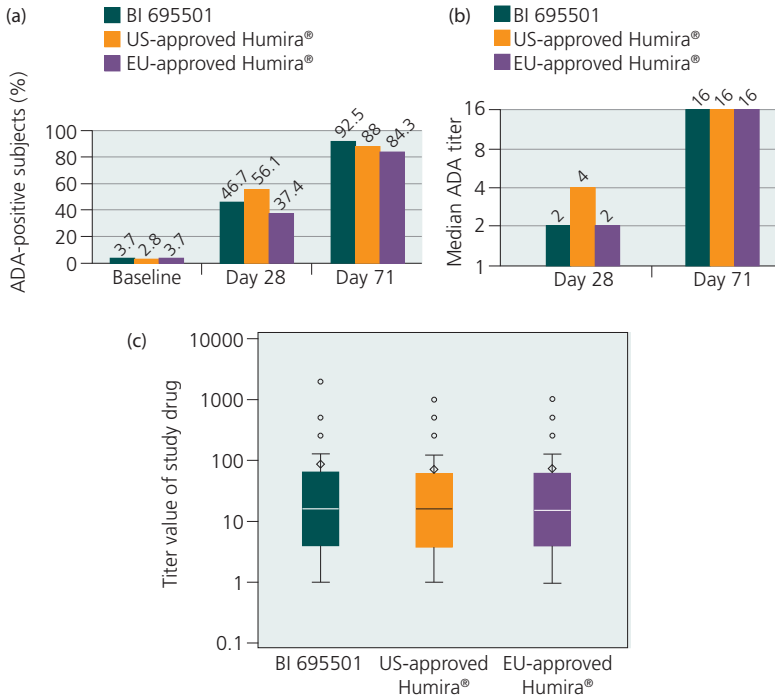 (a)
BI 695501
US-approved Humira®
EU-approved Humira®
ADA-positive subjects (%)
100
80
60
40
20
0
3.7
2.8
3.7
46.7
56.1
37.4
92.5
88
84.3
Baseline
Day 28
Day 71
(b)
BI 695501
US-approved Humira®
EU-approved Humira®
Median ADA titer
16
8
4
2
1
2
4
2
16
16
16
Day 28
Day 71
(c)
Titer value of study drug
10000
1000
100
10
1
0.1
BI 695501
US-approved
Humira®
EU-approved
Humira®